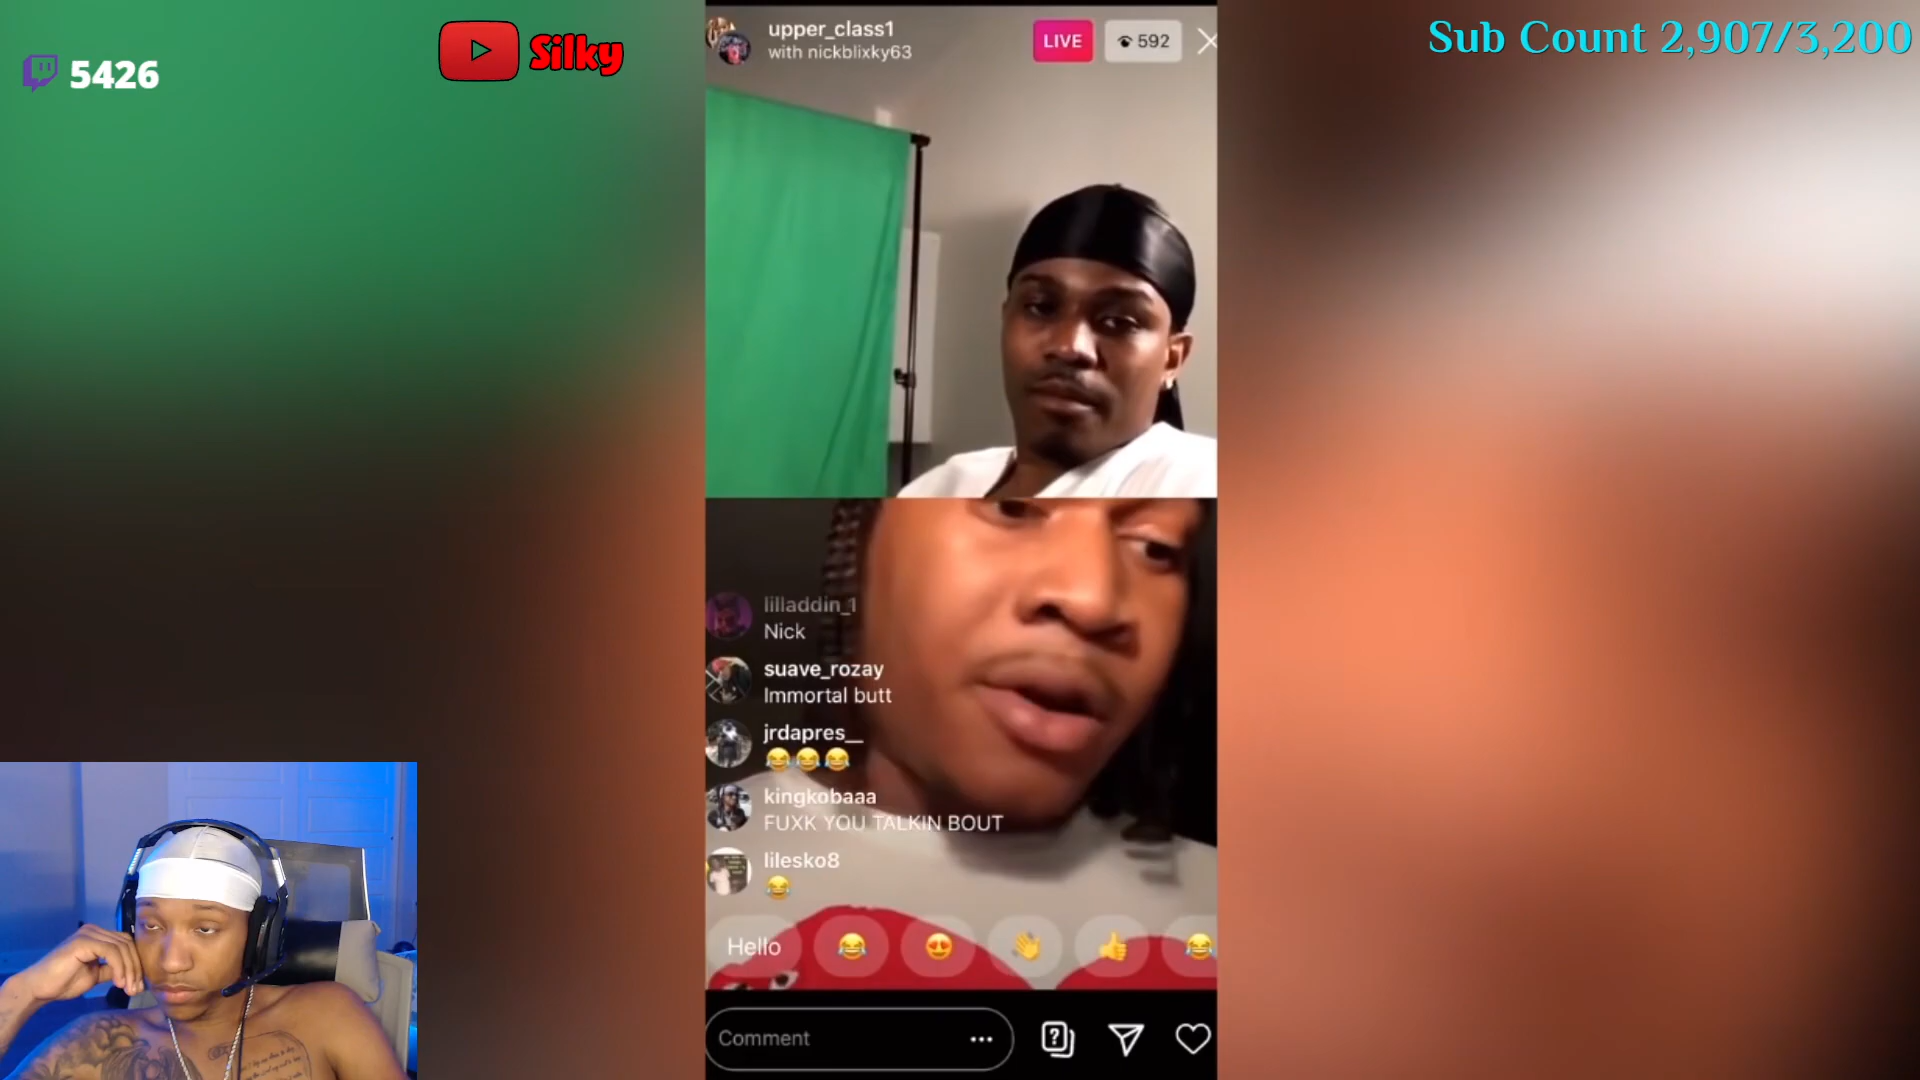 5426
Silky
upper_class1
with nickblixky63
LIVE
592
Sub Count 2,907/3,200
lilladdin_1
Nick
suave_rozay
Immortal butt
jrdapres__
😂😂😂
kingkobaaa
FUXK YOU TALKIN BOUT
lilesko8
😂
Hello
Comment